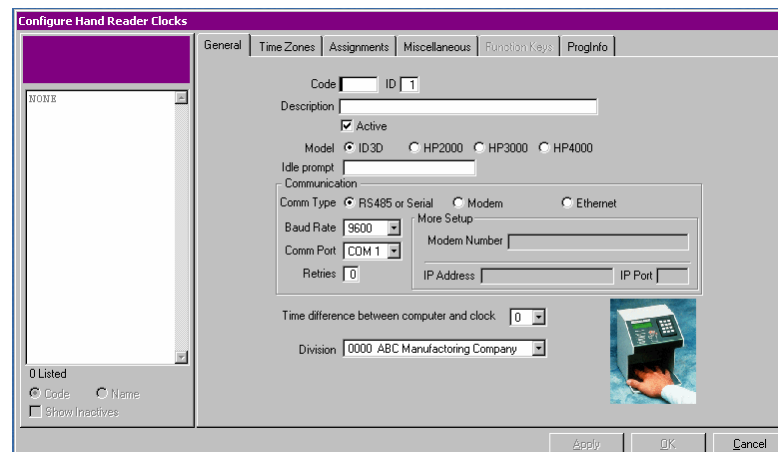 Configure Hand Reader Clocks
General Time Zones Assignments Miscellaneous Function Keys ProgInfo
NONE
0 Listed
Code Name
Show Inactives
Code ID 1
Description
Active
Model ID3D HP2000 HP3000 HP4000
Idle prompt
Communication
Comm Type RS485 or Serial Modem Ethernet
Baud Rate 9600
More Setup
Modem Number
Comm Port COM 1
Retries 0
IP Address IP Port
Time difference between computer and clock 0
Division 0000 ABC Manufactoring Company
Apply OK Cancel